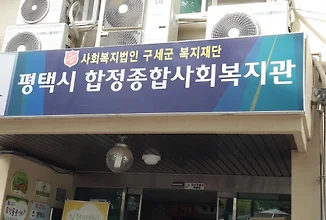 사회복지법인 구세군 복지재단
평택시 합정종합사회복지관